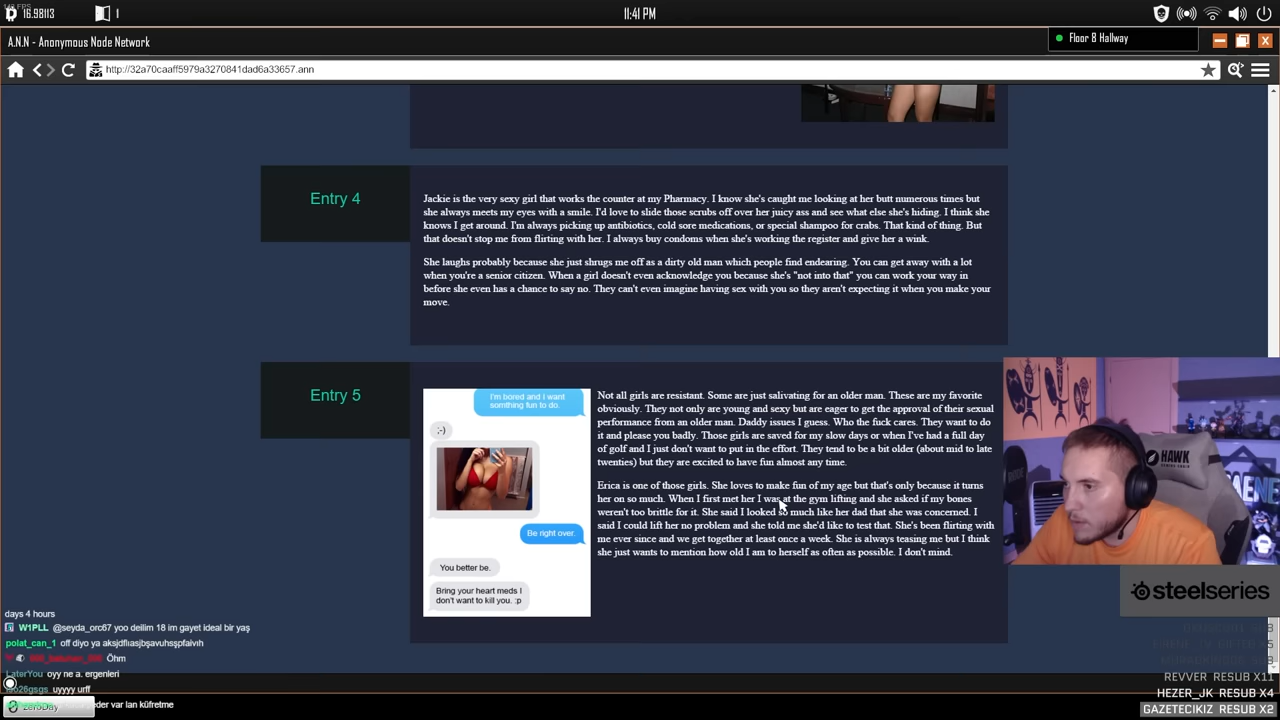 16.98113
1
11:41 PM
A.N.N - Anonymous Node Network
Floor 8 Hallway
http://32a70caaff5979a3270841dad6a33657.ann
Entry 4
Jackie is the very sexy girl that works the counter at my Pharmacy. I know she's caught me looking at her butt numerous times but
she always meets my eyes with a smile. I'd love to slide those scrubs off over her juicy ass and see what else she's hiding. I think she
knows I get around. I'm always picking up antibiotics, cold sore medications, or special shampoo for crabs. That kind of thing. But
that doesn't stop me from flirting with her. I always buy condoms when she's working the register and give her a wink.
She laughs probably because she just shrugs me off as a dirty old man which people find endearing. You can get away with a lot
when you're a senior citizen. When a girl doesn't even acknowledge you because she's "not into that" you can work your way in
before she even has a chance to say no. They can't even imagine having sex with you so they aren't expecting it when you make your
move.
Entry 5
I'm bored and I want
somthing fun to do.
;-)
Be right over.
You better be.
Bring your heart meds I
don't want to kill you. :p
Not all girls are resistant. Some are just salivating for an older man. These are my favorite
obviously. They not only are young and sexy but are eager to get the approval of their sexual
performance from an older man. Daddy issues I guess. Who the fuck cares. They want to do
it and please you badly. Those girls are saved for my slow days or when I've had a full day
of golf and I just don't want to put in the effort. They tend to be a bit older (about mid to late
twenties) but they are excited to have fun almost any time.
Erica is one of those girls. She loves to make fun of my age but that's only because it turns
her on so much. When I first met her I was at the gym lifting and she asked if my bones
weren't too brittle for it. She said I looked so much like her dad that she was concerned. I
said I could lift her no problem and she told me she'd like to test that. She's been flirting with
me ever since and we get together at least once a week. She is always teasing me but I think
she just wants to mention how old I am to herself as often as possible. I don't mind.
HAWK
steelseries
days 4 hours
W1PLL @seyda_orc67 yoo deilim 18 im gayet ideal bir yaş
polat_can_1 off diyo ya aksjdflıasjbşavuhsşpfaivıh
Öhm
LaterYou oyy ne a. ergenleri
uyyyy urff
geder var lan küfretme
zeroDay
REVVER RESUB X11
HEZER_JK RESUB X4
GAZETECIKIZ RESUB X2